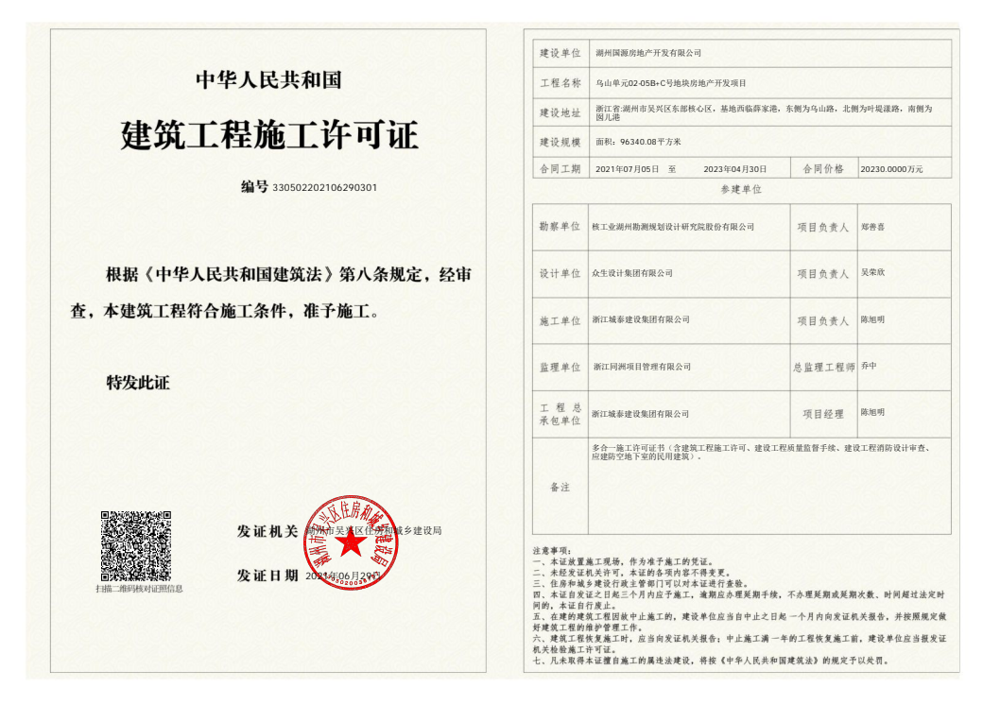 中华人民共和国
建筑工程施工许可证
编号 330502202106290301
根据《中华人民共和国建筑法》第八条规定，经审
查，本建筑工程符合施工条件，准予施工。
特发此证
发证机关 湖州市吴兴区住房和城乡建设局
发证日期 2021年06月29日
扫描二维码核对证照信息
建设单位 湖州国源房地产开发有限公司
工程名称 乌山单元02-05B+C号地块房地产开发项目
建设地址 浙江省:湖州市吴兴区东部核心区，基地西临薛家港，东侧为乌山路，北侧为叶堤漾路，南侧为
园儿港
建设规模 面积：96340.08平方米
合同工期 2021年07月05日 至 2023年04月30日 合同价格 20230.0000万元
参建单位
勘察单位 核工业湖州勘测规划设计研究院股份有限公司 项目负责人 郑善喜
设计单位 众生设计集团有限公司 项目负责人 吴荣欣
施工单位 浙江城泰建设集团有限公司 项目负责人 陈旭明
监理单位 浙江同洲项目管理有限公司 总监理工程师 乔中
工程总
承包单位 浙江城泰建设集团有限公司 项目经理 陈旭明
备注 多合一施工许可证书（含建筑工程施工许可、建设工程质量监督手续、建设工程消防设计审查、
应建防空地下室的民用建筑）。
注意事项：
一、本证放置施工现场，作为准予施工的凭证。
二、未经发证机关许可，本证的各项内容不得变更。
三、住房和城乡建设行政主管部门可以对本证进行查验。
四、本证自发证之日起三个月内应予施工，逾期应办理延期手续，不办理延期或延期次数、时间超过法定时
间的，本证自行废止。
五、在建的建筑工程因故中止施工的，建设单位应当自中止之日起一个月内向发证机关报告，并按照规定做
好建筑工程的维护管理工作。
六、建筑工程恢复施工时，应当向发证机关报告；中止施工满一年的工程恢复施工前，建设单位应当报发证
机关检验施工许可证。
七、凡未取得本证擅自施工的属违法建设，将按《中华人民共和国建筑法》的规定予以处罚。